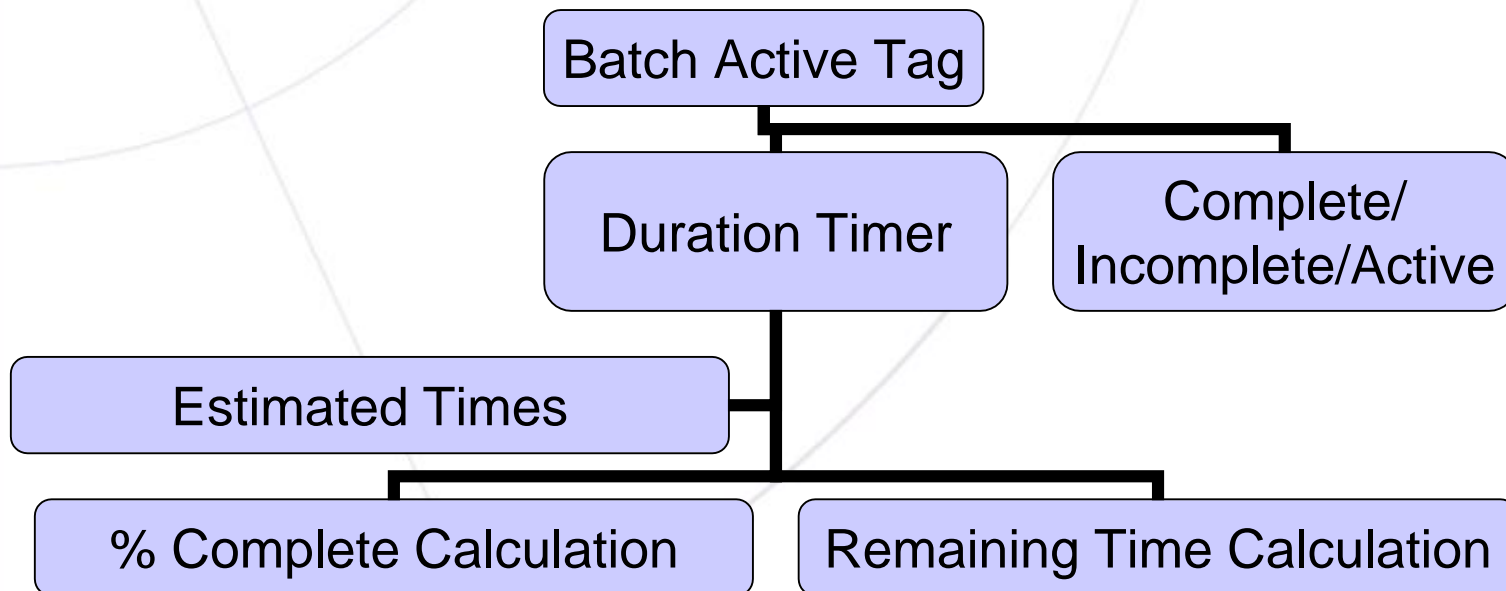 Batch Active Tag
Duration Timer
Complete/
Incomplete/Active
Estimated Times
% Complete Calculation
Remaining Time Calculation